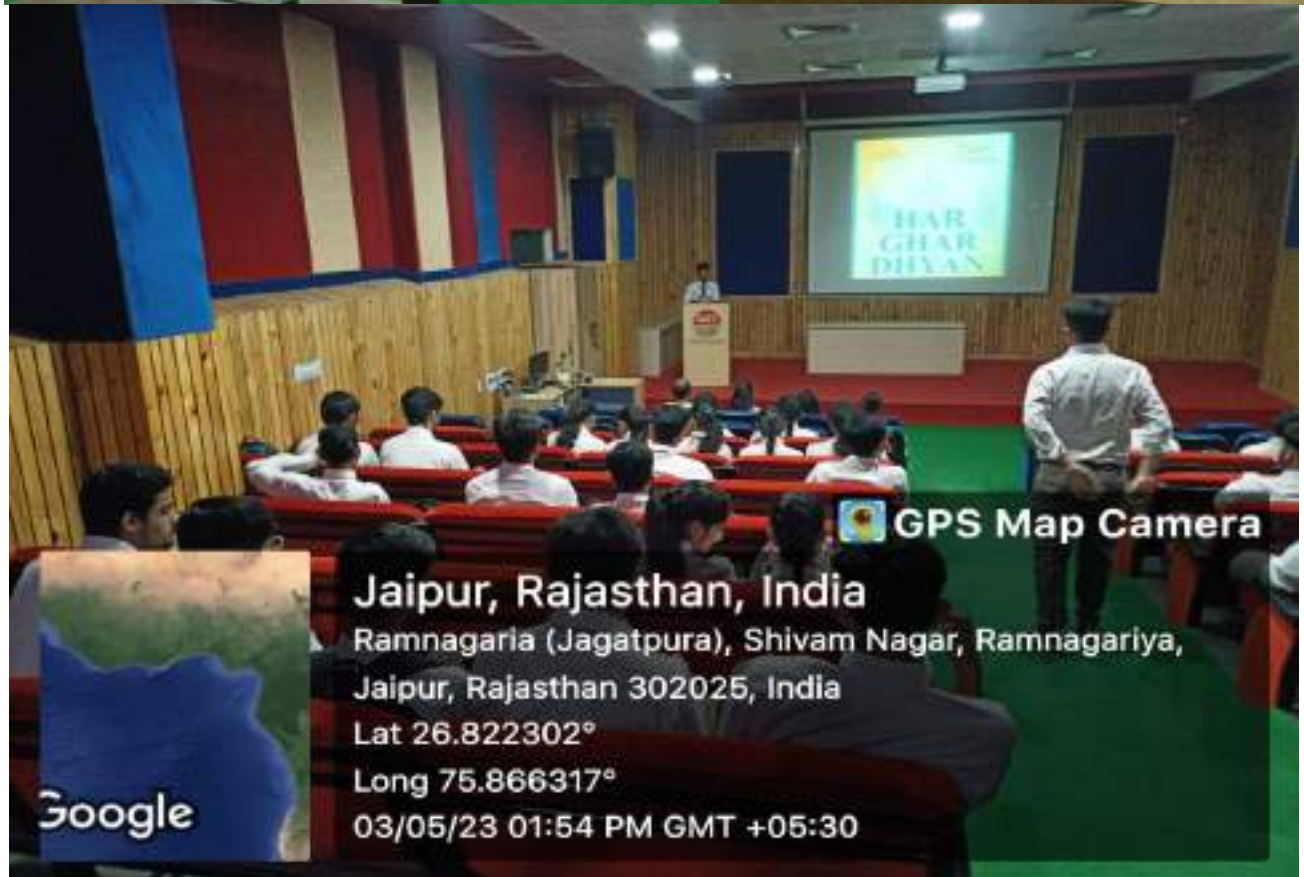 HAR
GHAR
DHYAN
GPS Map Camera
Jaipur, Rajasthan, India
Ramnagaria (Jagatpura), Shivam Nagar, Ramnagariya,
Jaipur, Rajasthan 302025, India
Lat 26.822302°
Long 75.866317°
03/05/23 01:54 PM GMT +05:30
Google